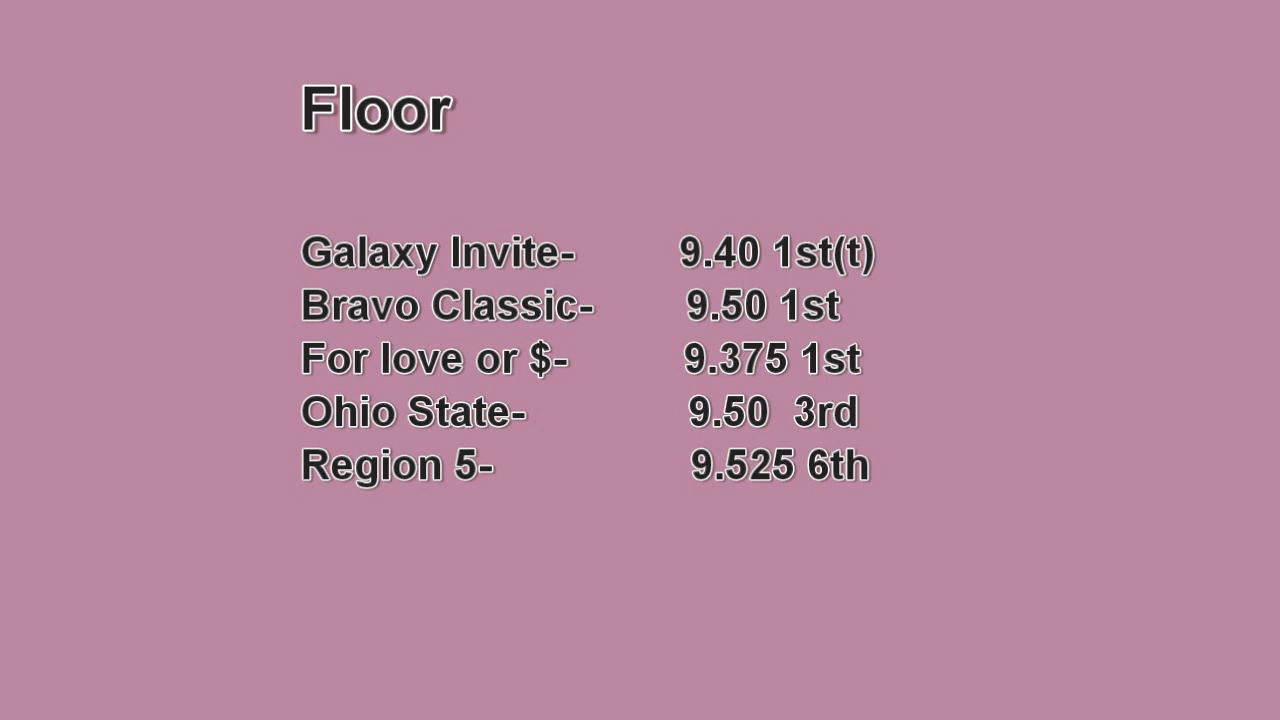 Floor
Galaxy Invite- 9.40 1st(t)
Bravo Classic- 9.50 1st
For love or $- 9.375 1st
Ohio State- 9.50 3rd
Region 5- 9.525 6th